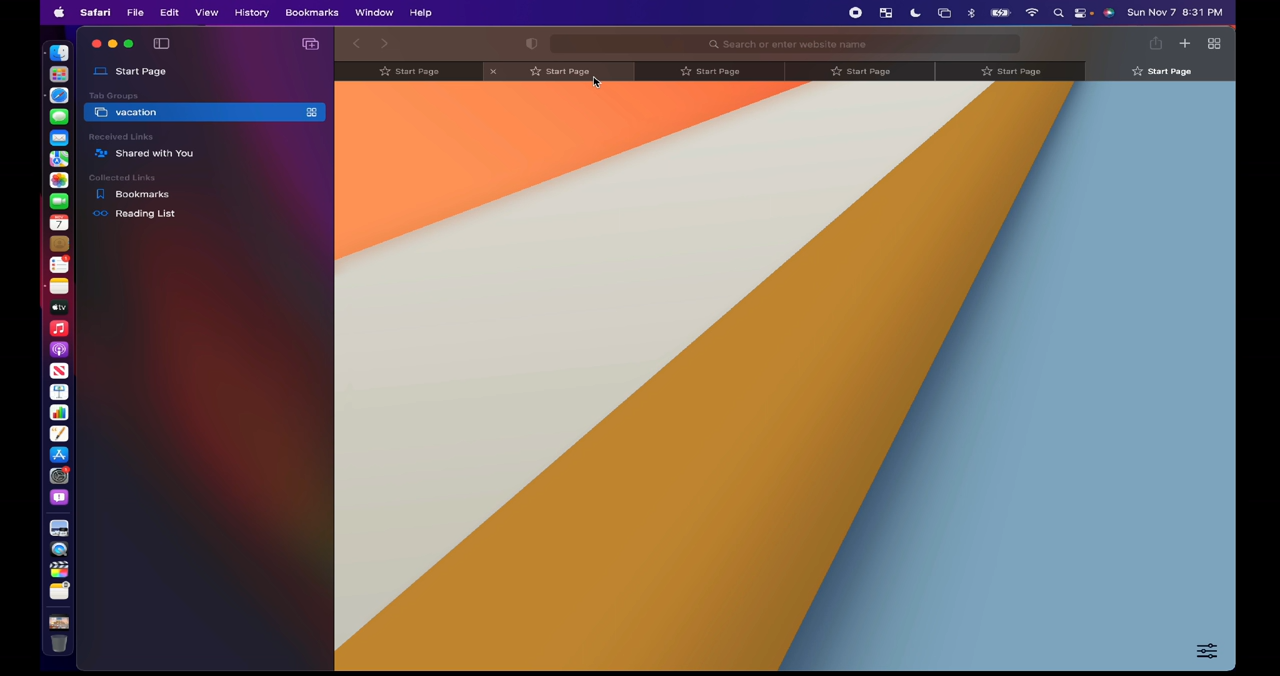 Safari File Edit View History Bookmarks Window Help Sun Nov 7 8:31 PM
Search or enter website name
Start Page
Start Page Start Page Start Page Start Page Start Page Start Page
Tab Groups
vacation
Received Links
Shared with You
Collected Links
Bookmarks
Reading List
tv
7